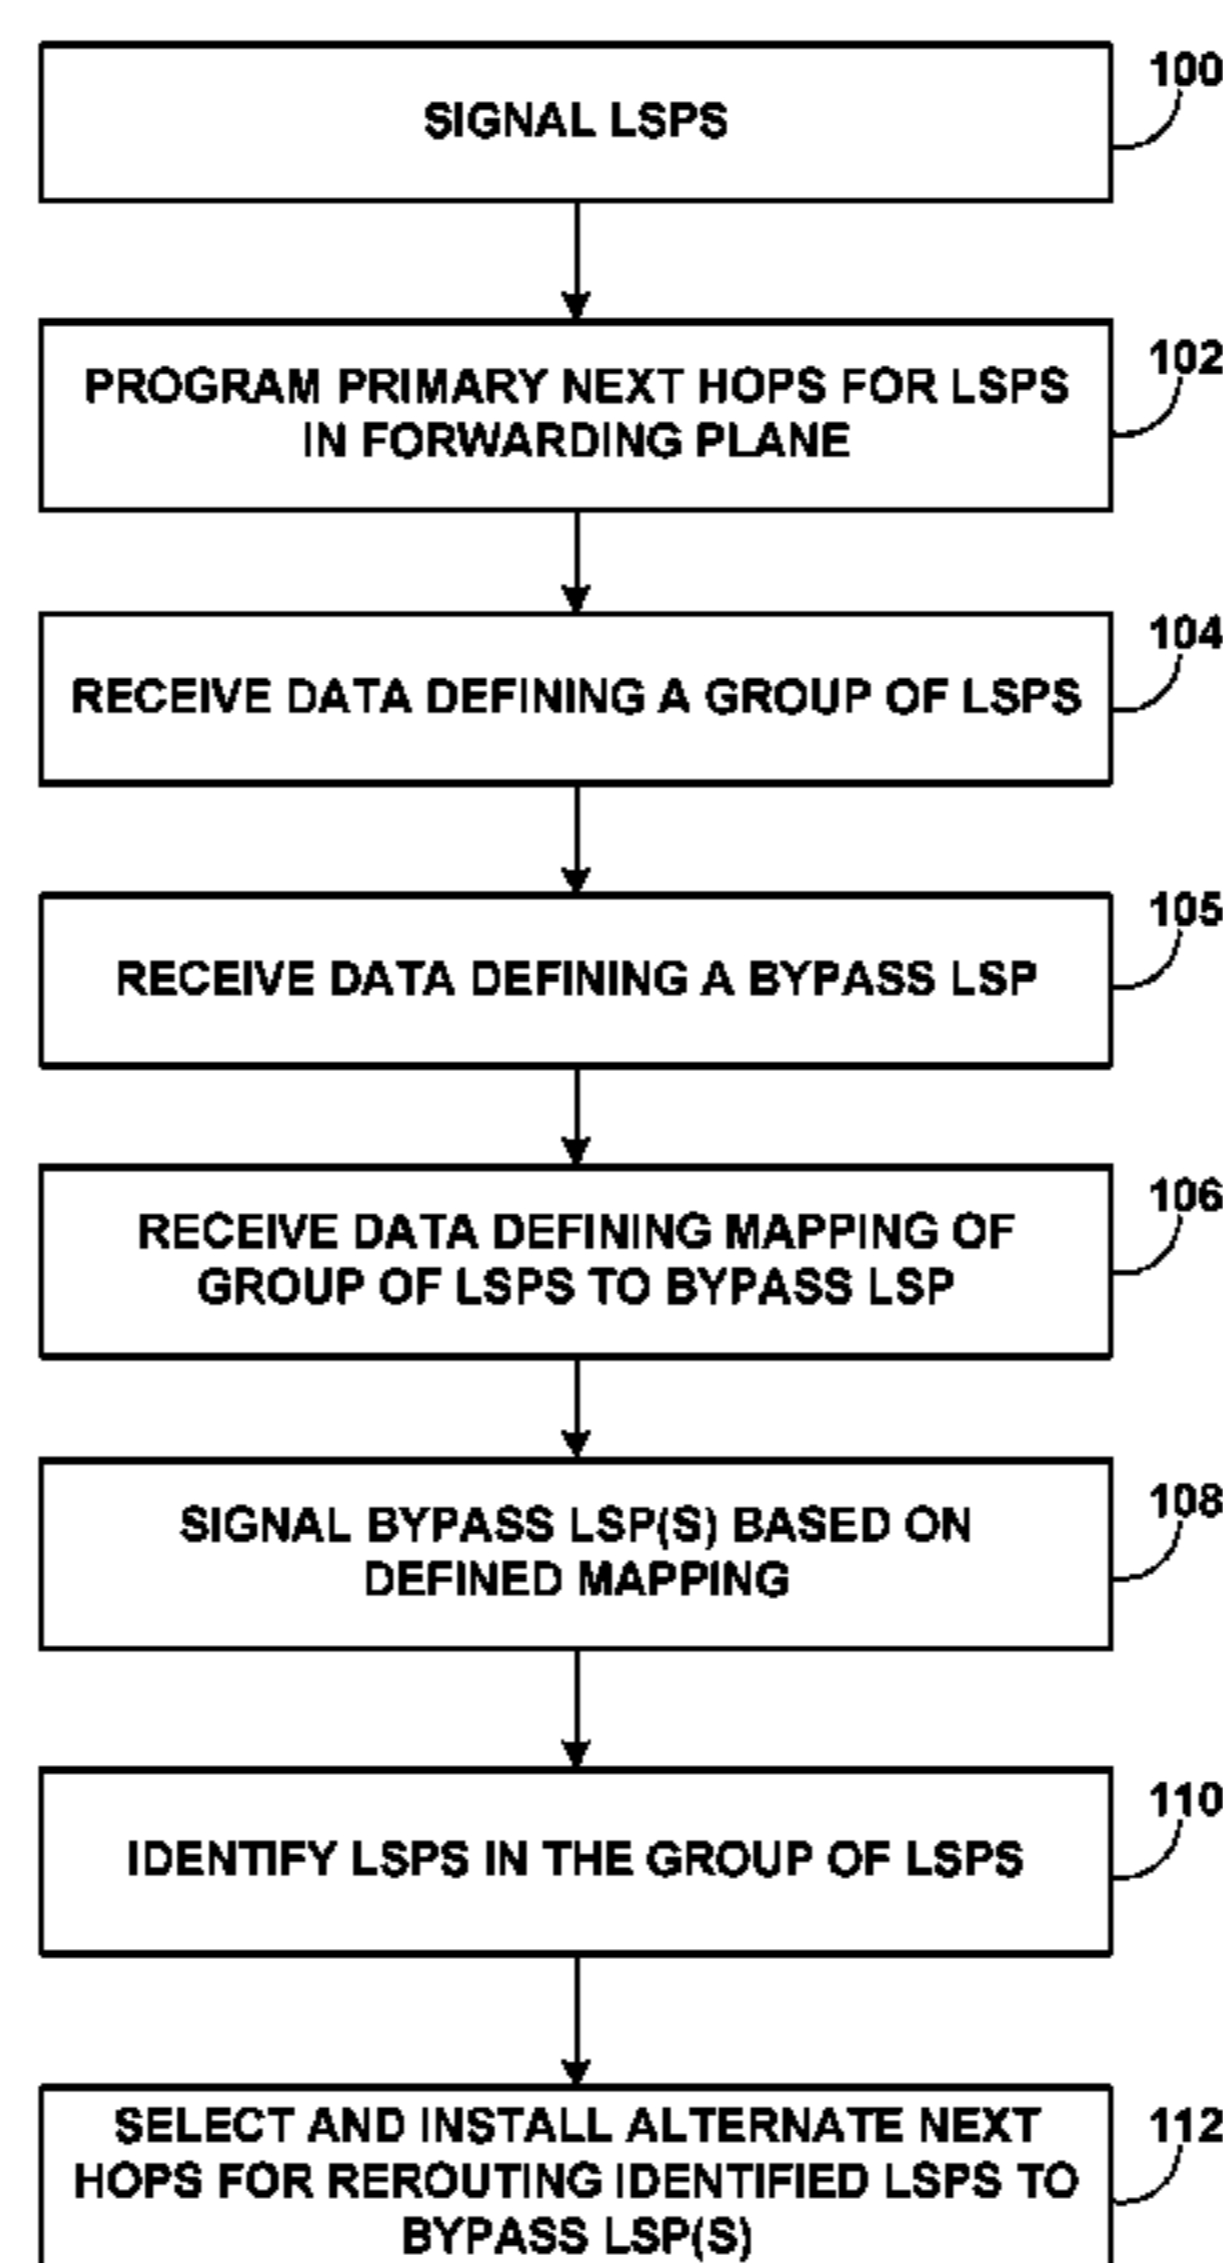 100
SIGNAL LSPS
102
PROGRAM PRIMARY NEXT HOPS FOR LSPS
IN FORWARDING PLANE
104
RECEIVE DATA DEFINING A GROUP OF LSPS
105
RECEIVE DATA DEFINING A BYPASS LSP
106
RECEIVE DATA DEFINING MAPPING OF
GROUP OF LSPS TO BYPASS LSP
108
SIGNAL BYPASS LSP(S) BASED ON
DEFINED MAPPING
110
IDENTIFY LSPS IN THE GROUP OF LSPS
112
SELECT AND INSTALL ALTERNATE NEXT
HOPS FOR REROUTING IDENTIFIED LSPS TO
BYPASS LSP(S)